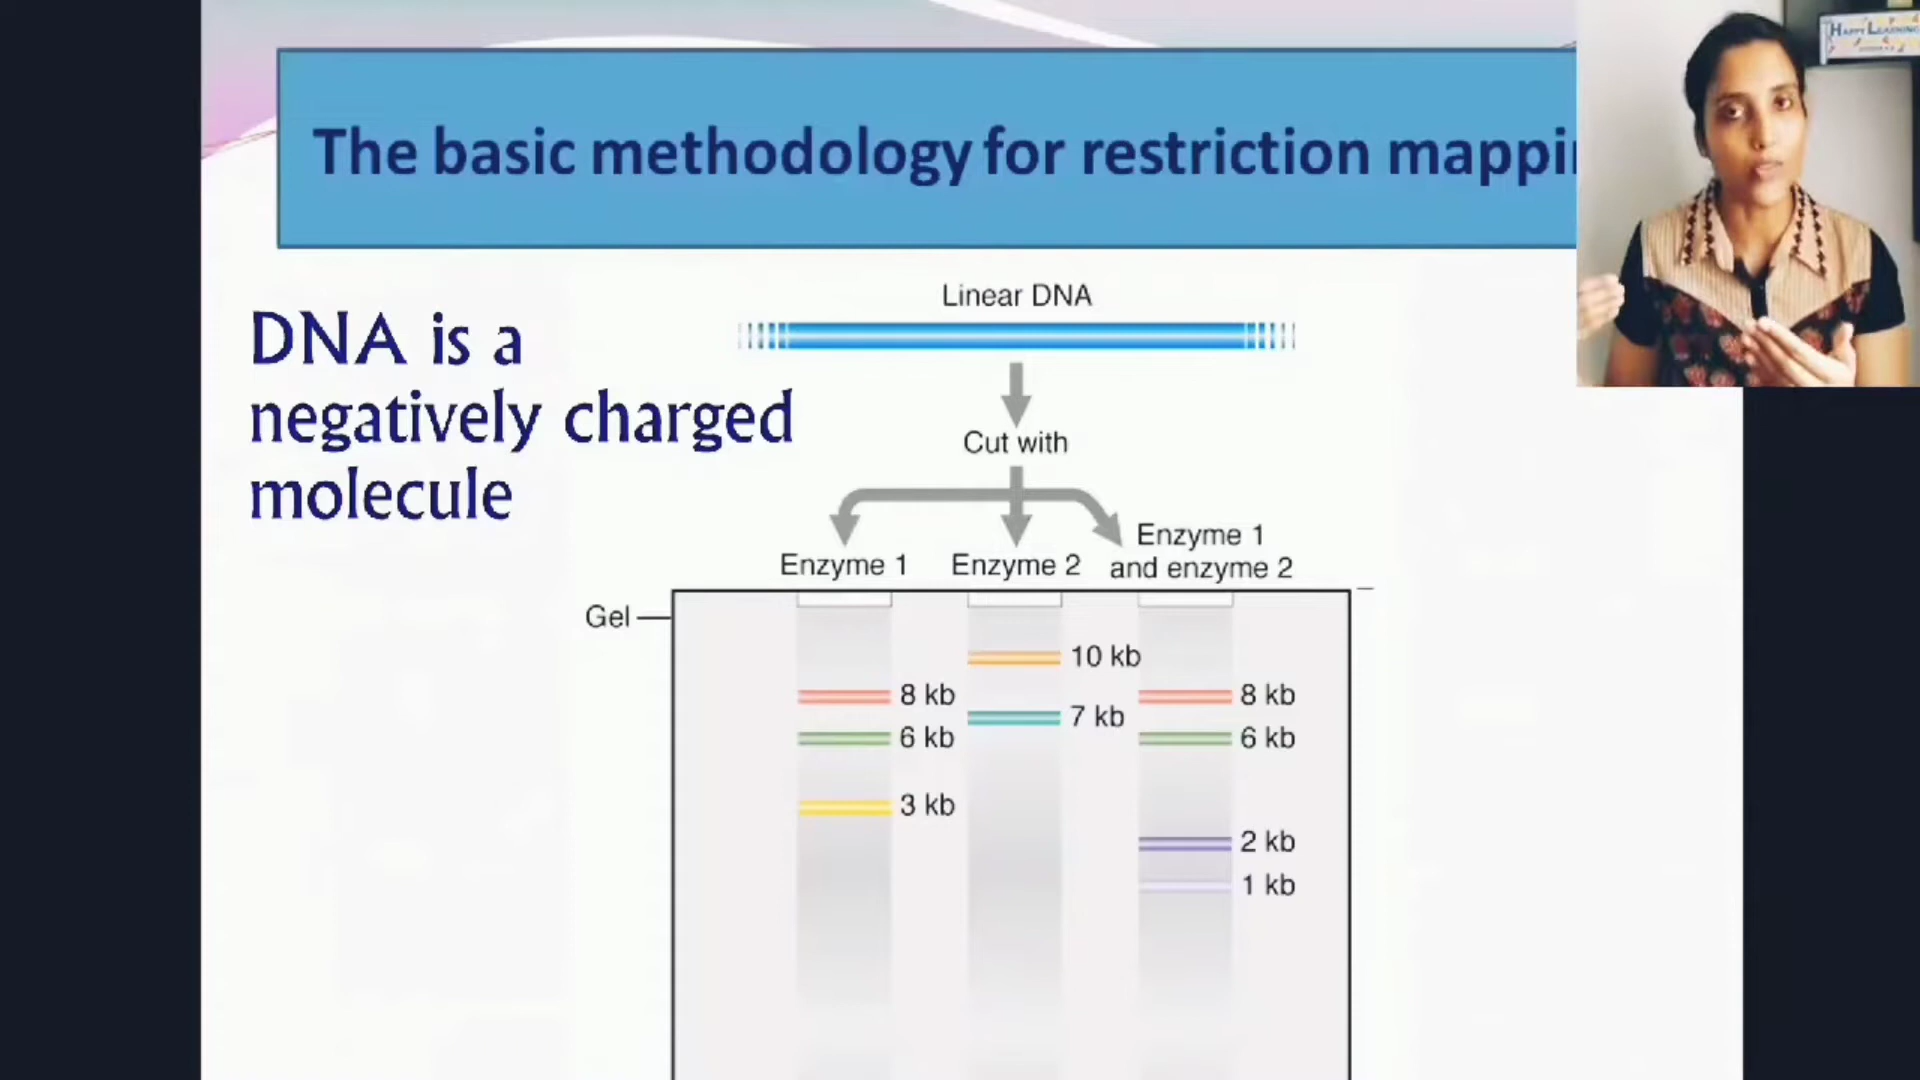 The basic methodology for restriction mappi
HAPPY LEARNING
DNA is a
negatively charged
molecule
Linear DNA
Cut with
Enzyme 1
Enzyme 2
Enzyme 1
and enzyme 2
Gel
10 kb
8 kb
7 kb
6 kb
3 kb
8 kb
6 kb
2 kb
1 kb